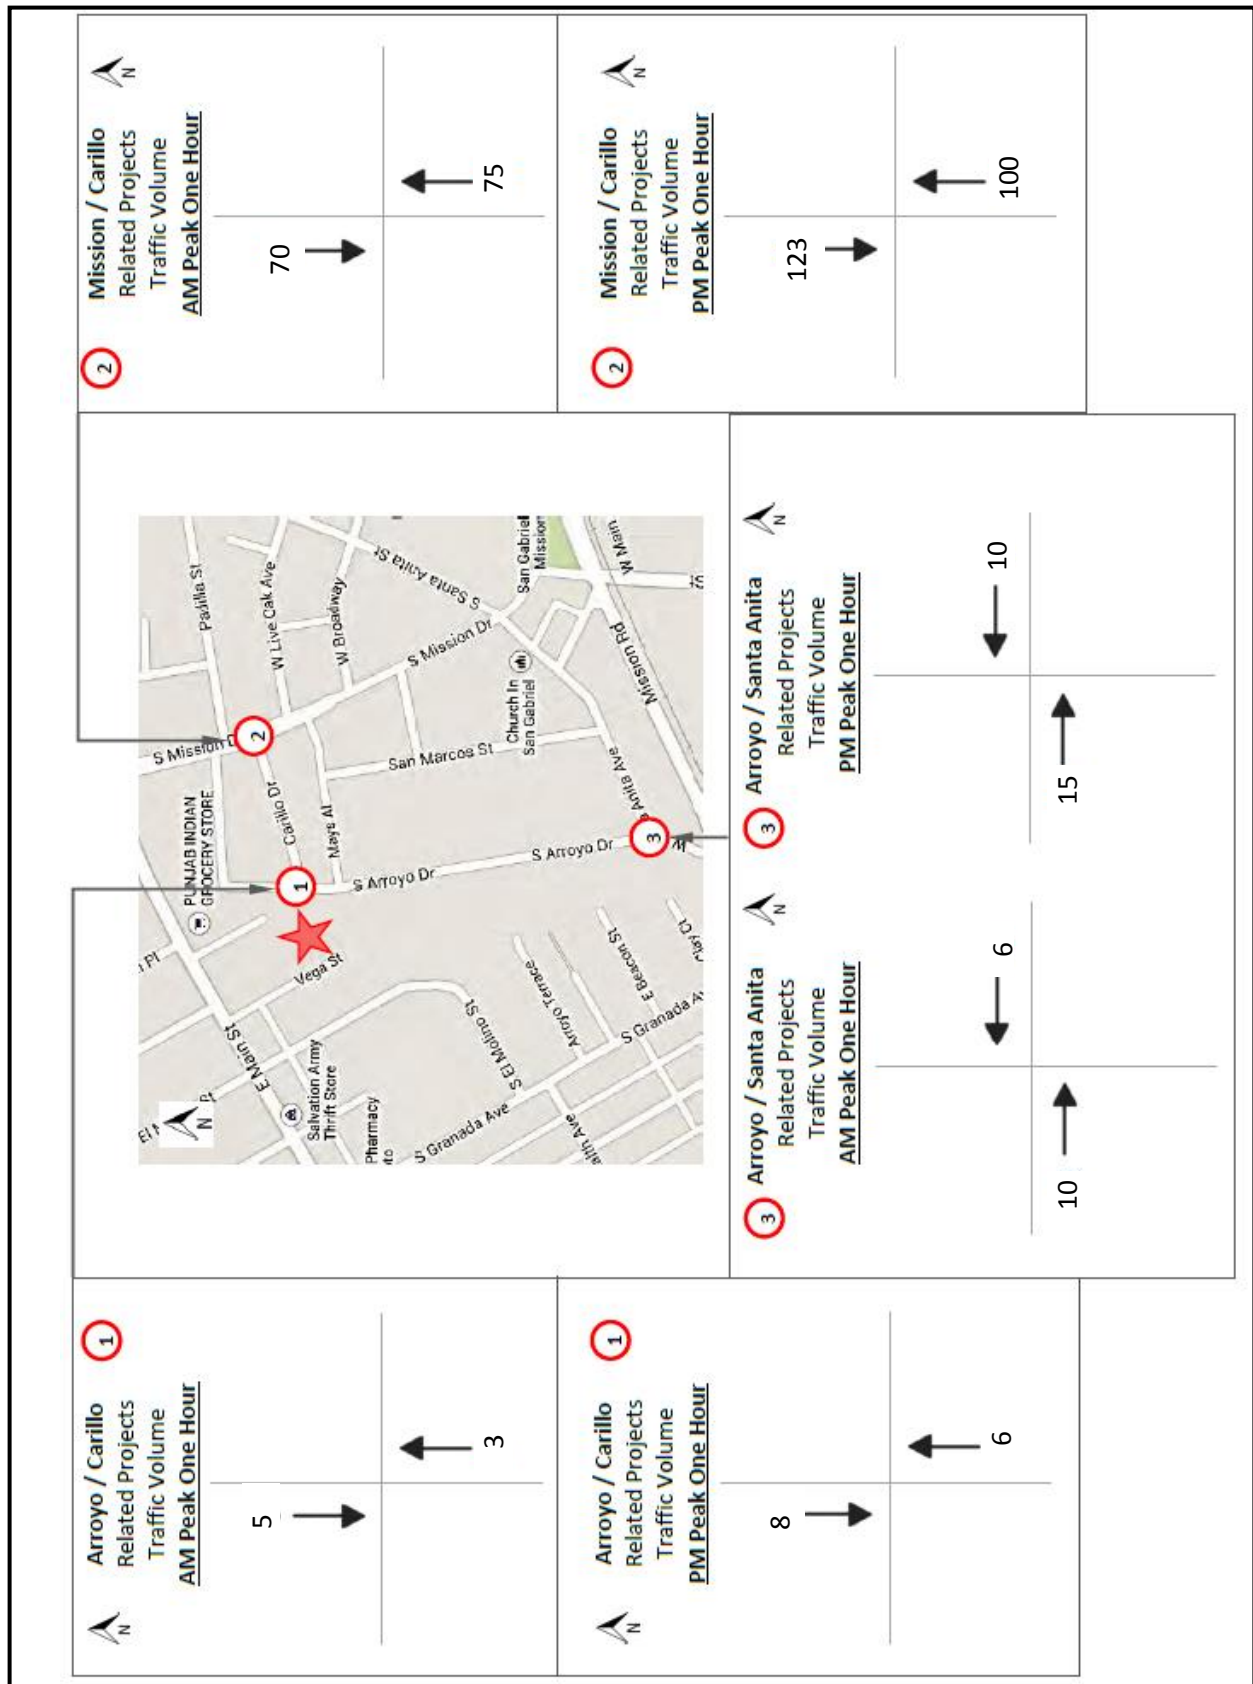 Arroyo / Carillo
Related Projects
Traffic Volume
AM Peak One Hour
1
N
5
3
Arroyo / Carillo
Related Projects
Traffic Volume
PM Peak One Hour
1
N
8
6
2
Mission / Carillo
Related Projects
Traffic Volume
AM Peak One Hour
N
70
75
2
Mission / Carillo
Related Projects
Traffic Volume
PM Peak One Hour
N
123
100
3
Arroyo / Santa Anita
Related Projects
Traffic Volume
AM Peak One Hour
N
6
10
3
Arroyo / Santa Anita
Related Projects
Traffic Volume
PM Peak One Hour
N
10
15
N
E Main St
PUNJAB INDIAN
GROCERY STORE
Padilla St
S Mission D
2
W Live Oak Ave
W Broadway
S Santa Anita St
Carillo Dr
Mays Al
1
Vega St
S Arroyo Dr
S Arroyo Dr
San Marcos St
S Mission Dr
Church In
San Gabriel
San Gabriel
Mission
Mission Rd
W Main
Anita Ave
3
Salvation Army
Thrift Store
Pharmacy
S El Molino St
S Granada Ave
S Granada Av
Arroyo Terrace
E Beacon St
Clay Ct